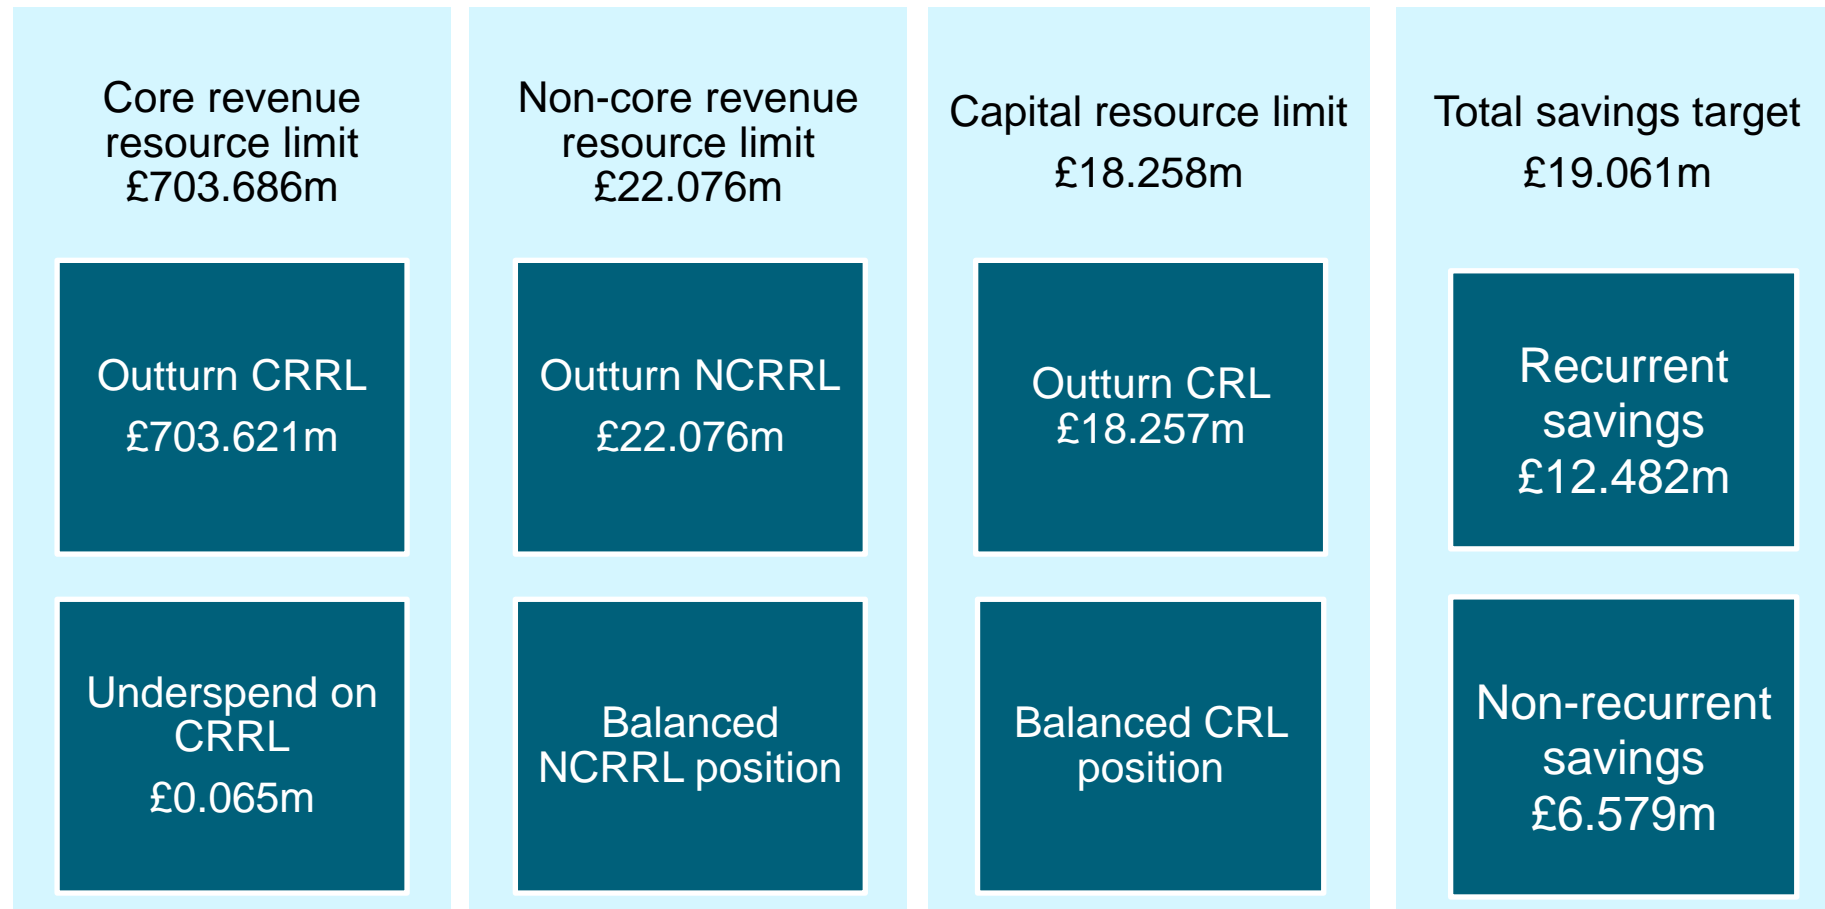 Core revenue
resource limit
£703.686m
Outturn CRRL
£703.621m
Underspend on
CRRL
£0.065m
Non-core revenue
resource limit
£22.076m
Outturn NCRRL
£22.076m
Balanced
NCRRL position
Capital resource limit
£18.258m
Outturn CRL
£18.257m
Balanced CRL
position
Total savings target
£19.061m
Recurrent
savings
£12.482m
Non-recurrent
savings
£6.579m